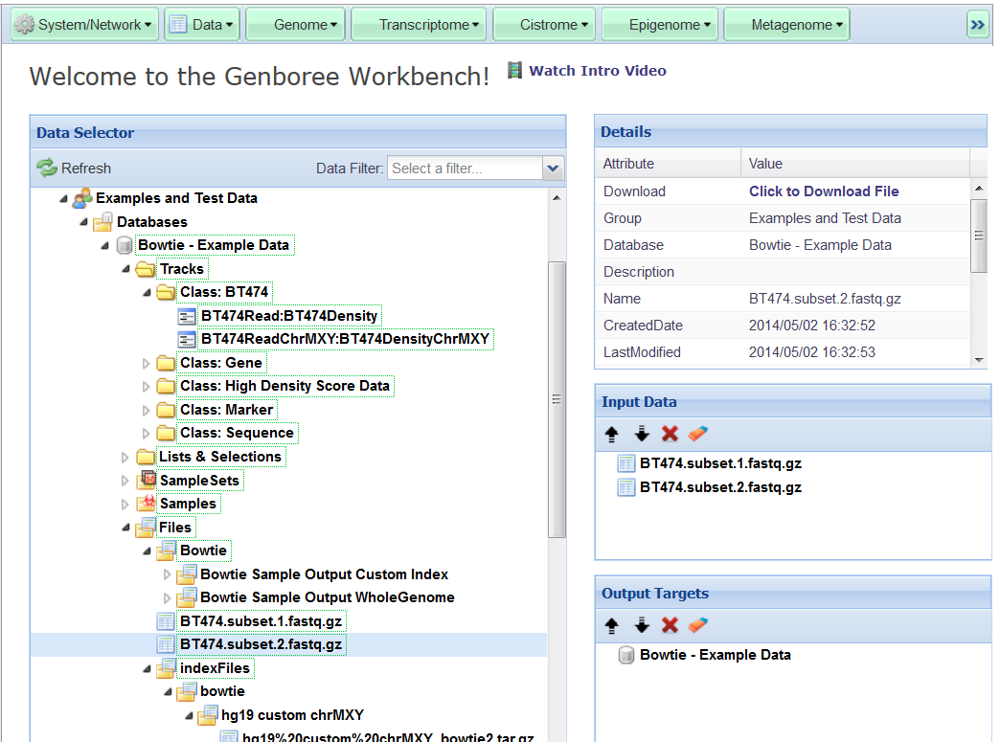 System/Network Data Genome Transcriptome Cistrome Epigenome Metagenome »
Welcome to the Genboree Workbench! Watch Intro Video
Data Selector
Refresh Data Filter: Select a filter...
Examples and Test Data
Databases
Bowtie - Example Data
Tracks
Class: BT474
BT474Read:BT474Density
BT474ReadChrMXY:BT474DensityChrMXY
Class: Gene
Class: High Density Score Data
Class: Marker
Class: Sequence
Lists & Selections
SampleSets
Samples
Files
Bowtie
Bowtie Sample Output Custom Index
Bowtie Sample Output WholeGenome
BT474.subset.1.fastq.gz
BT474.subset.2.fastq.gz
indexFiles
bowtie
hg19 custom chrMXY
hg19%20custom%20chrMXY_bowtie2.tar.gz
Details
Attribute Value
Download Click to Download File
Group Examples and Test Data
Database Bowtie - Example Data
Description
Name BT474.subset.2.fastq.gz
CreatedDate 2014/05/02 16:32:52
LastModified 2014/05/02 16:32:53
Input Data
BT474.subset.1.fastq.gz
BT474.subset.2.fastq.gz
Output Targets
Bowtie - Example Data